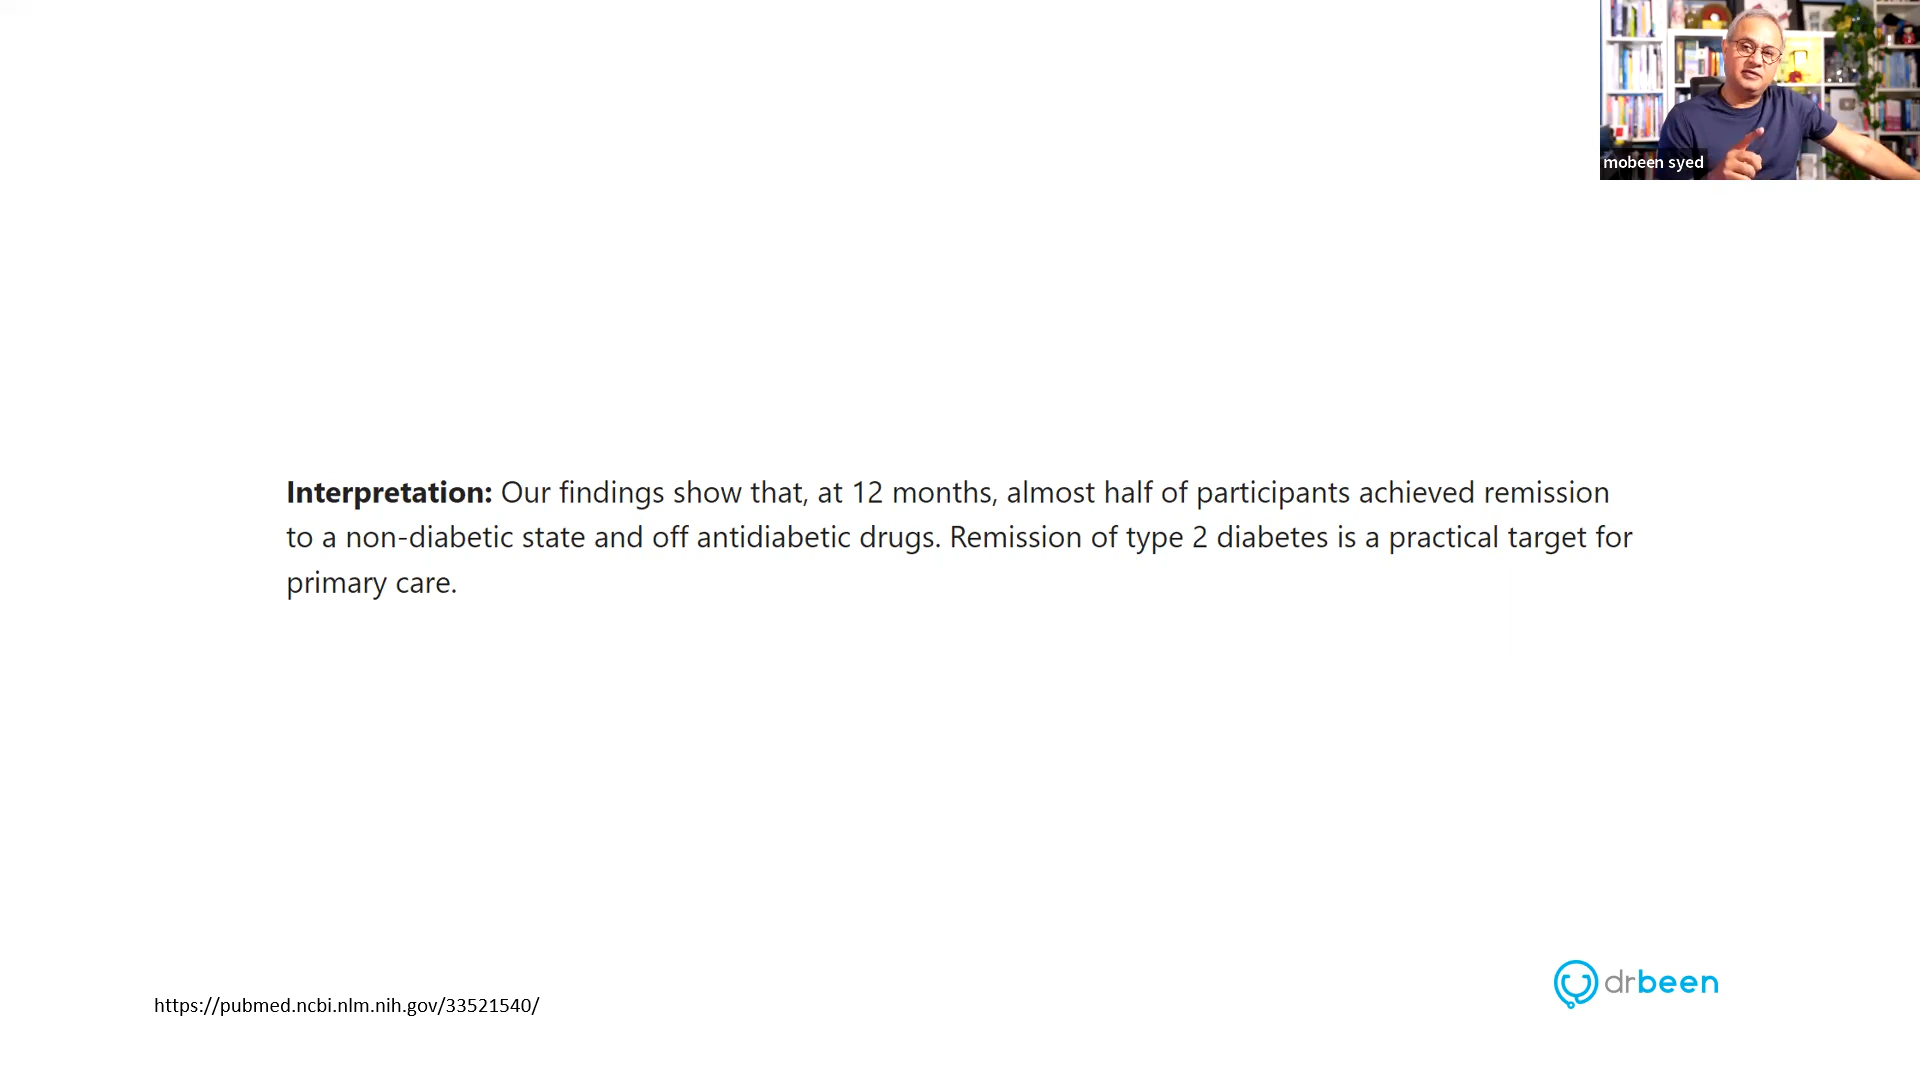 mobeen syed
Interpretation: Our findings show that, at 12 months, almost half of participants achieved remission
to a non-diabetic state and off antidiabetic drugs. Remission of type 2 diabetes is a practical target for
primary care.
drbeen
https://pubmed.ncbi.nlm.nih.gov/33521540/